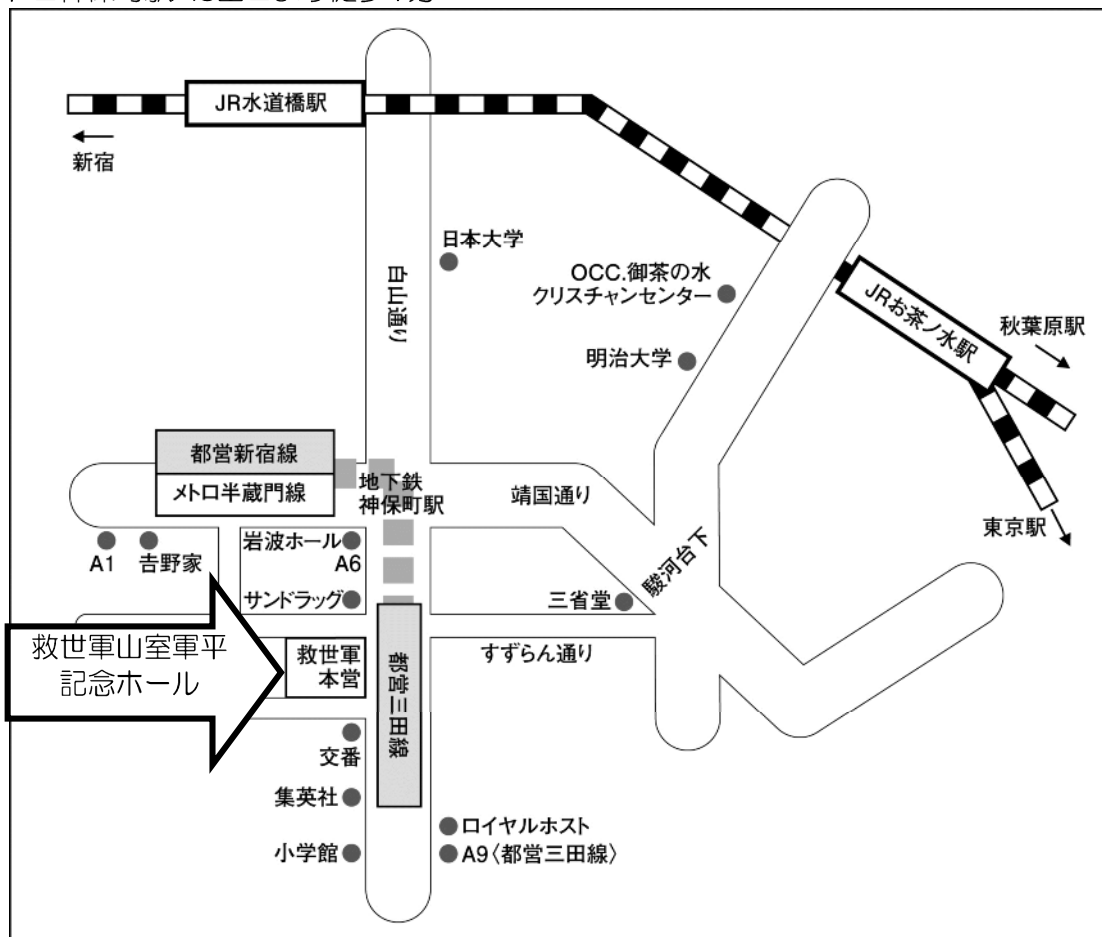 JR水道橋駅
新宿
日本大学
白山通り
OCC.御茶の水
クリスチャンセンター
JRお茶ノ水駅
秋葉原駅
明治大学
都営新宿線
メトロ半蔵門線
地下鉄
神保町駅
靖国通り
東京駅
A1
吉野家
岩波ホール
A6
駿河台下
サンドラッグ
三省堂
救世軍山室軍平
記念ホール
救世軍
本営
都営三田線
すずらん通り
交番
集英社
ロイヤルホスト
小学館
A9〈都営三田線〉